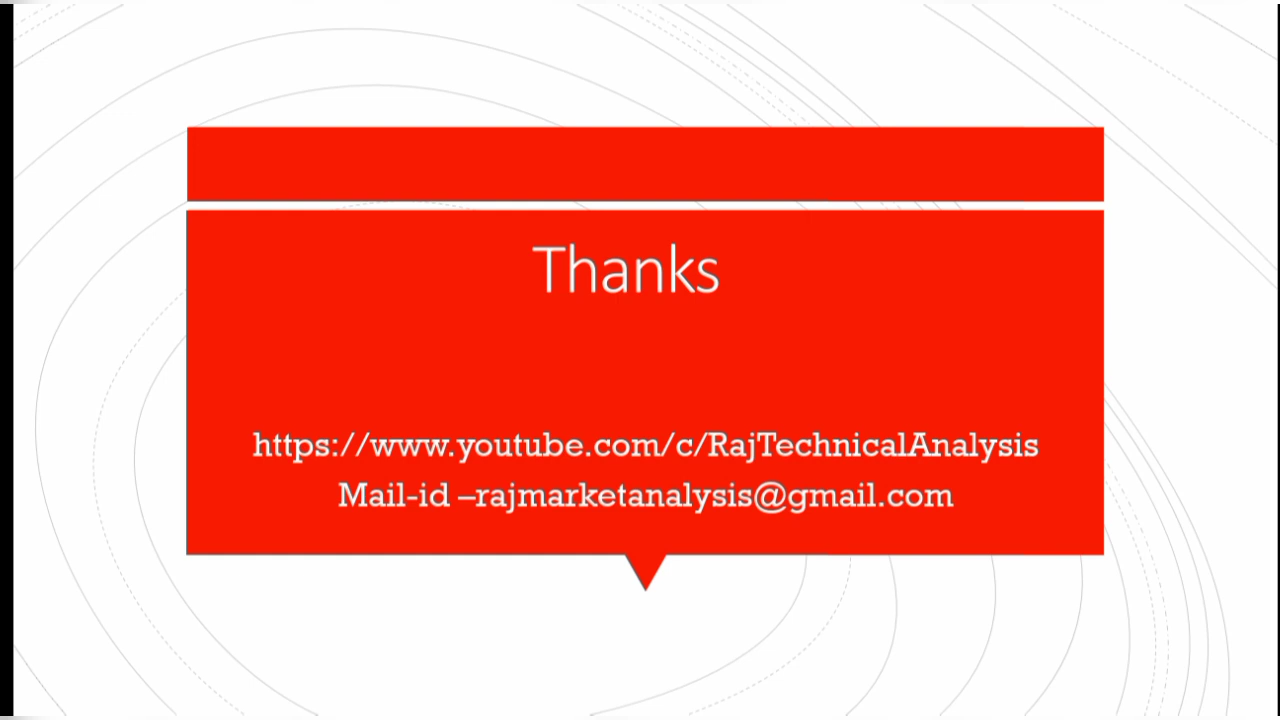 Thanks
https://www.youtube.com/c/RajTechnicalAnalysis
Mail-id –rajmarketanalysis@gmail.com